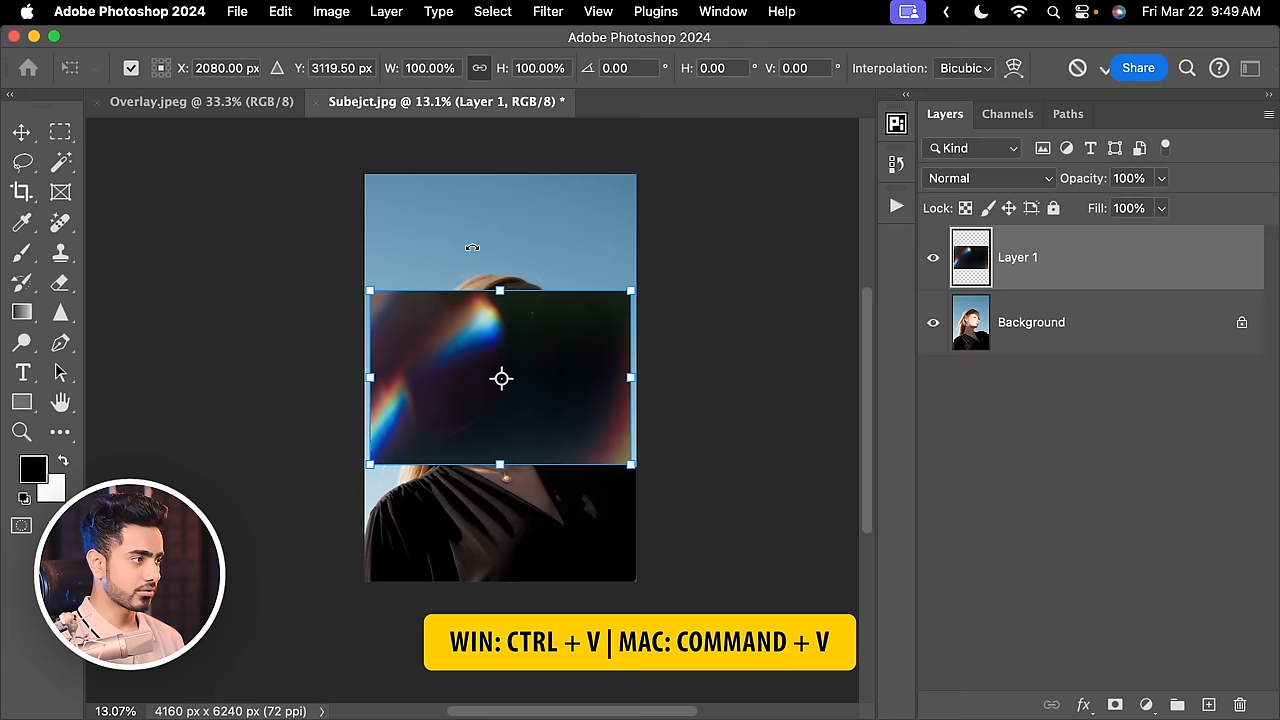 Adobe Photoshop 2024 File Edit Image Layer Type Select Filter View Plugins Window Help Fri Mar 22 9:49 AM
Adobe Photoshop 2024
X: 2080.00 px Y: 3119.50 px W: 100.00% H: 100.00% 0.00 ° H: 0.00 ° V: 0.00 ° Interpolation: Bicubic Share
Overlay.jpeg @ 33.3% (RGB/8) Subejct.jpg @ 13.1% (Layer 1, RGB/8) *
Layers Channels Paths
Kind
Normal Opacity: 100%
Lock: Fill: 100%
Layer 1
Background
WIN: CTRL + V | MAC: COMMAND + V
13.07% 4160 px x 6240 px (72 ppi)